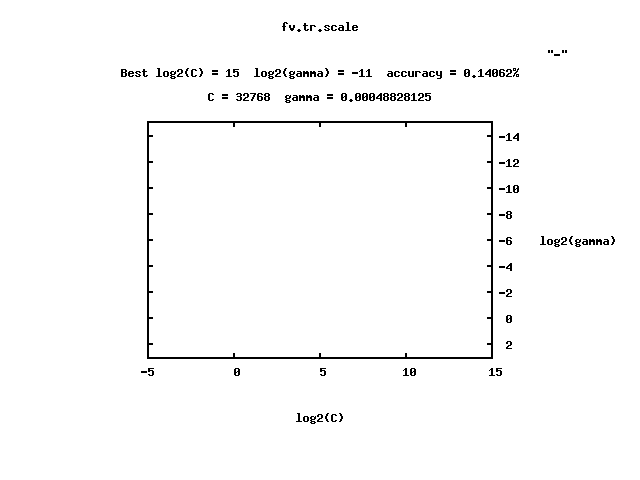 fv.tr.scale
"_"
Best log2(C) = 15  log2(gamma) = -11  accuracy = 0.14062%
C = 32768  gamma = 0.00048828125
-14
-12
-10
-8
-6
log2(gamma)
-4
-2
0
2
-5 0 5 10 15
log2(C)